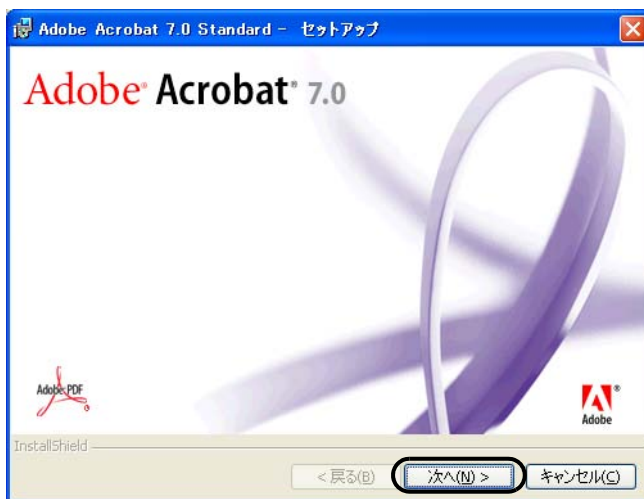 Adobe Acrobat 7.0 Standard - セットアップ
Adobe® Acrobat® 7.0
Adobe PDF
®
Adobe
InstallShield
< 戻る(B) 次へ(N) > キャンセル(C)